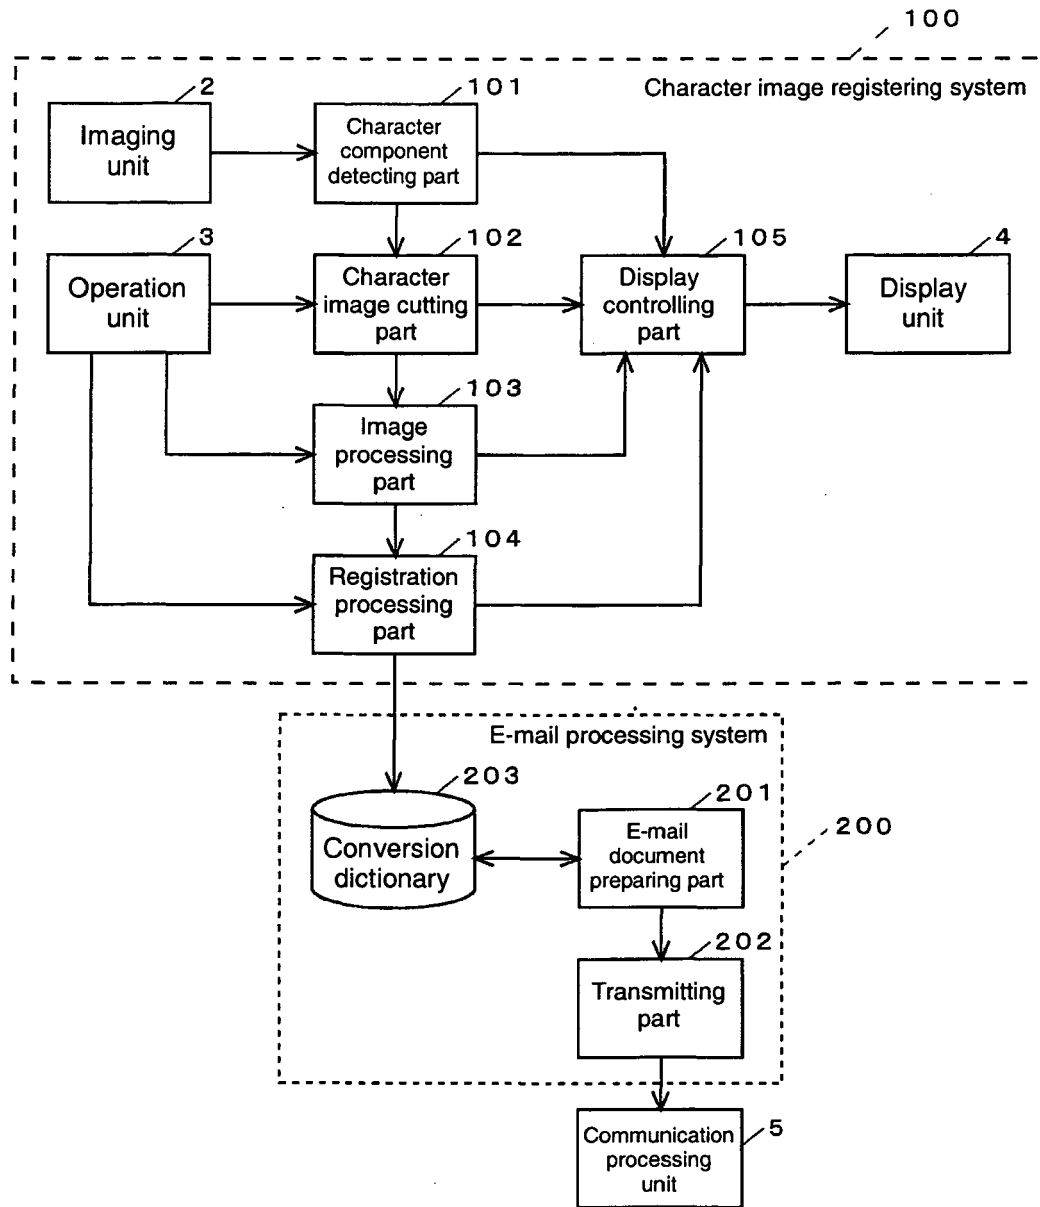 100
Character image registering system
2
Imaging
unit
101
Character
component
detecting part
3
Operation
unit
102
Character
image cutting
part
105
Display
controlling
part
4
Display
unit
103
Image
processing
part
104
Registration
processing
part
E-mail processing system
203
Conversion
dictionary
201
E-mail
document
preparing part
200
202
Transmitting
part
5
Communication
processing
unit